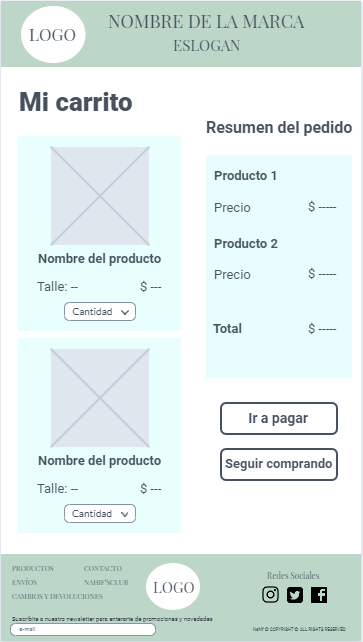 LOGO
NOMBRE DE LA MARCA
ESLOGAN
Mi carrito
Nombre del producto
Talle: -- $ ---
Cantidad
Nombre del producto
Talle: -- $ ---
Cantidad
Resumen del pedido
Producto 1
Precio $ -----
Producto 2
Precio $ -----
Total $ -----
Ir a pagar
Seguir comprando
PRODUCTOS CONTACTO
ENVÍOS NAHIF'SCLUB
CAMBIOS Y DEVOLUCIONES
LOGO
Redes Sociales
Suscribite a nuestro newsletter para enterarte de promociones y novedades
e-mail
NAHIF © COPYRIGHT © ALL RIGHTS RESERVED